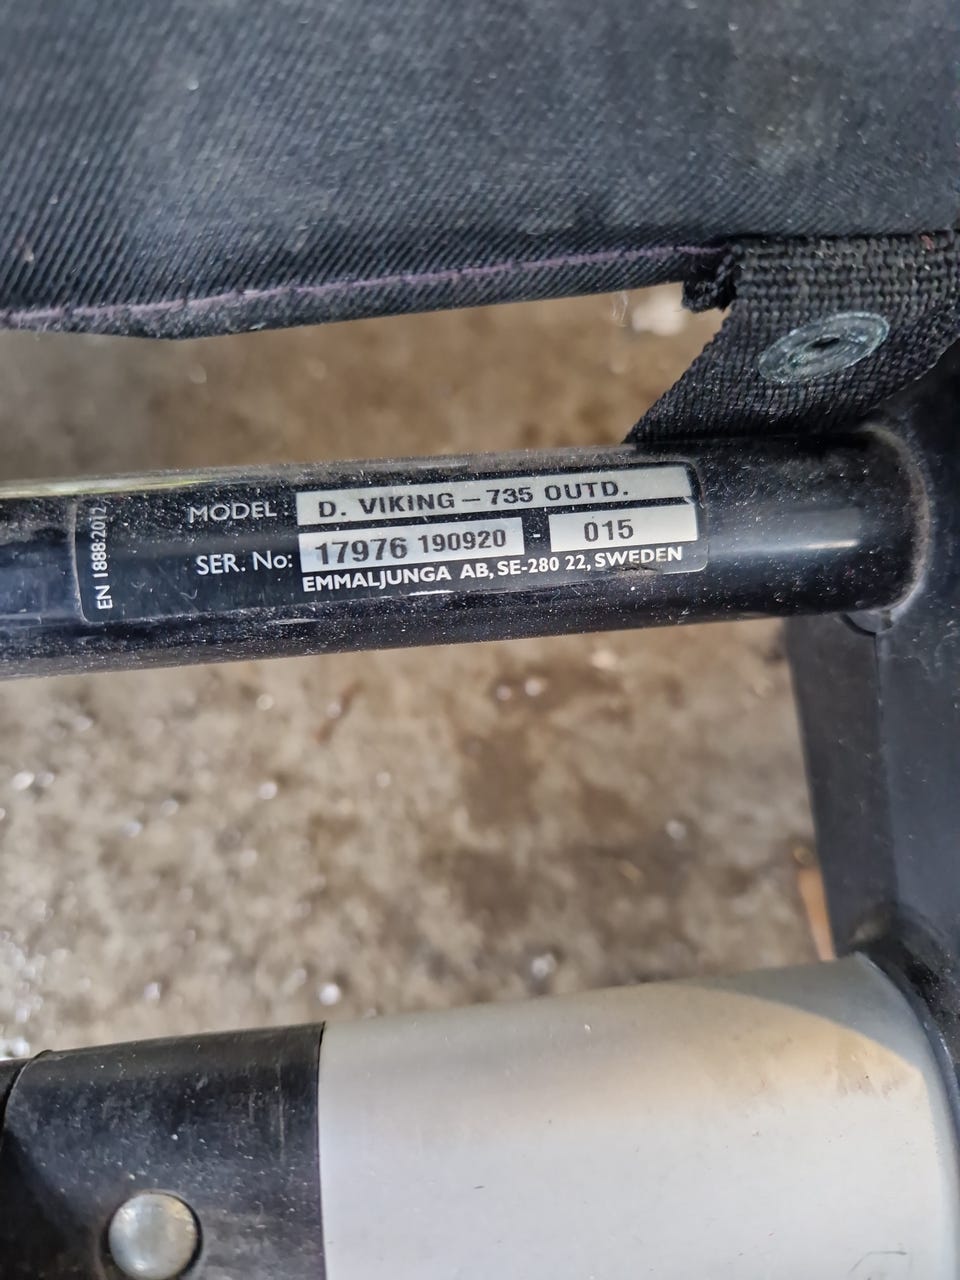 MODEL: D. VIKING-735 OUTD.
SER. No: 17976 190920 - 015
EMMALJUNGA AB, SE-280 22, SWEDEN
EN 1888:2012